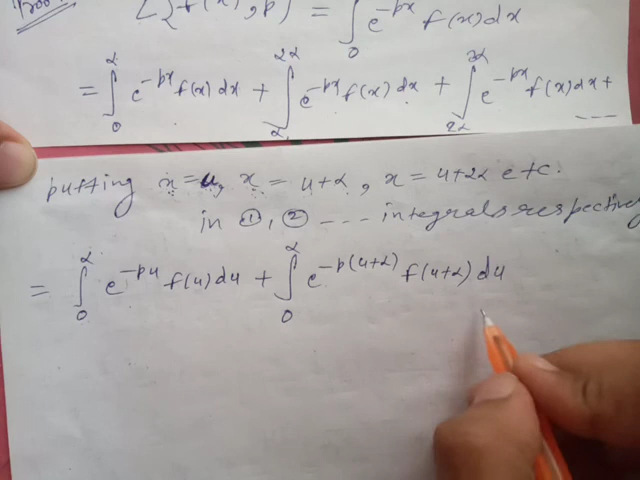 Proof: L{f(x), p} = ∫₀ e^{-px} f(x) dx
= ∫₀^α e^{-px} f(x) dx + ∫_α^{2α} e^{-px} f(x) dx + ∫_{2α}^{3α} e^{-px} f(x) dx + ---
putting x = u, x = u+α, x = u+2α etc.
in ①, ② --- integrals respectively
= ∫₀^α e^{-pu} f(u) du + ∫₀^α e^{-p(u+α)} f(u+α) du